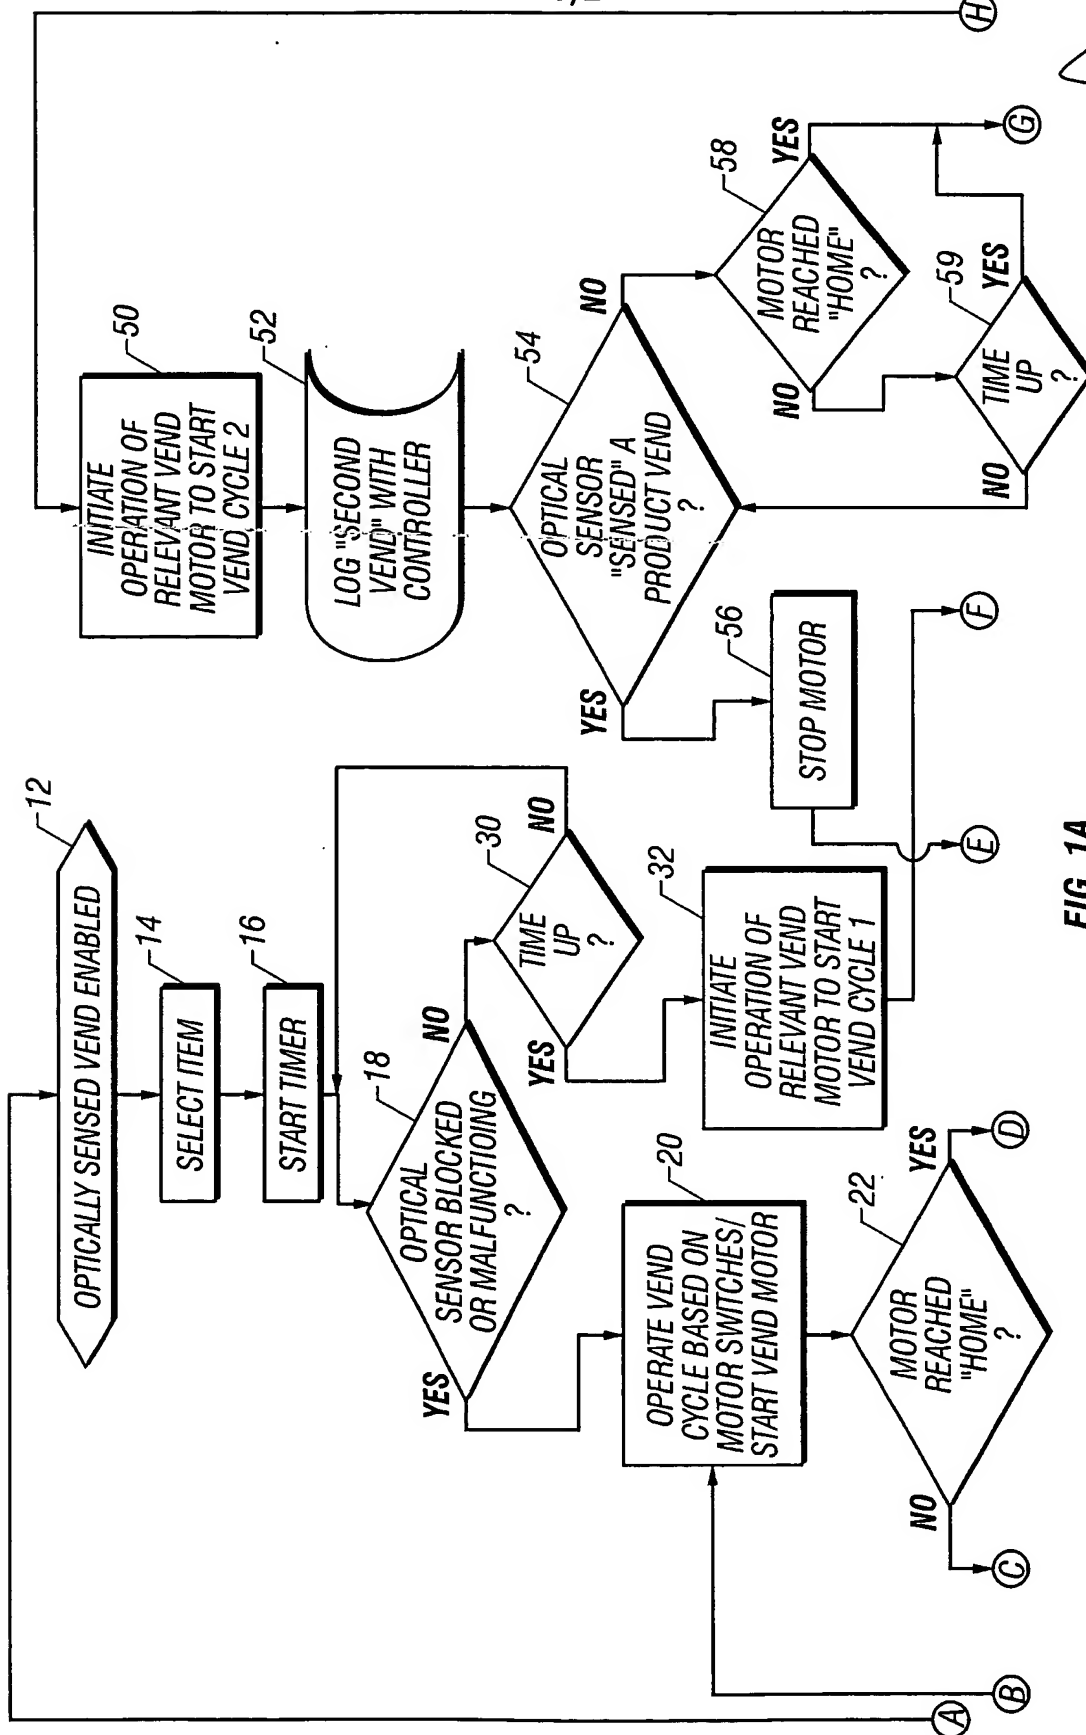 OPTICALLY SENSED VEND ENABLED
12
SELECT ITEM
14
START TIMER
16
OPTICAL
SENSOR BLOCKED
OR MALFUNCTIOING
?
18
YES
NO
TIME
UP
?
30
NO
YES
OPERATE VEND
CYCLE BASED ON
MOTOR SWITCHES/
START VEND MOTOR
20
INITIATE
OPERATION OF
RELEVANT VEND
MOTOR TO START
VEND CYCLE 1
32
MOTOR
REACHED
"HOME"
?
22
NO
YES
A
B
C
D
E
F
INITIATE
OPERATION OF
RELEVANT VEND
MOTOR TO START
VEND CYCLE 2
50
LOG "SECOND
VEND" WITH
CONTROLLER
52
OPTICAL
SENSOR
"SENSED" A
PRODUCT VEND
?
54
YES
NO
STOP MOTOR
56
MOTOR
REACHED
"HOME"
?
58
YES
NO
TIME
UP
?
59
YES
NO
G
H
FIG. 1A